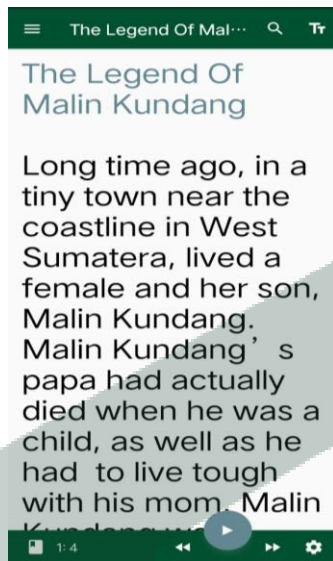 The Legend Of Mal...
Tт
The Legend Of
Malin Kundang
Long time ago, in a
tiny town near the
coastline in West
Sumatera, lived a
female and her son,
Malin Kundang.
Malin Kundang's
papa had actually
died when he was a
child, as well as he
had to live tough
with his mom. Malin
1:4